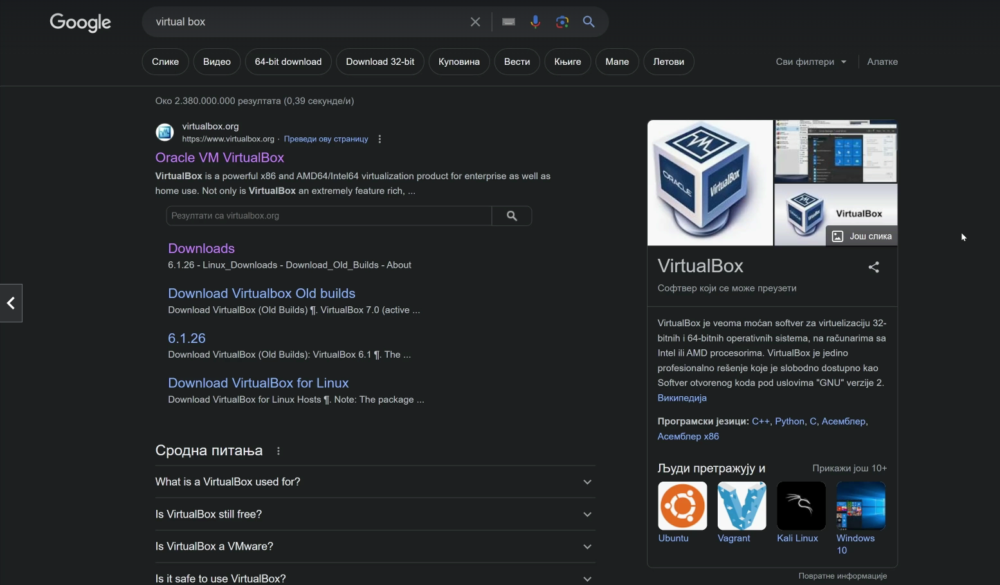 Google
virtual box
Слике
Видео
64-bit download
Download 32-bit
Куповина
Вести
Књиге
Мапе
Летови
Сви филтери
Алатке
Око 2.380.000.000 резултата (0,39 секунде/и)
virtualbox.org
https://www.virtualbox.org · Преведи ову страницу
Oracle VM VirtualBox
VirtualBox is a powerful x86 and AMD64/Intel64 virtualization product for enterprise as well as
home use. Not only is VirtualBox an extremely feature rich, ...
Резултати са virtualbox.org
Downloads
6.1.26 - Linux_Downloads - Download_Old_Builds - About
Download Virtualbox Old builds
Download VirtualBox (Old Builds) ¶. VirtualBox 7.0 (active ...
6.1.26
Download VirtualBox (Old Builds): VirtualBox 6.1 ¶. The ...
Download VirtualBox for Linux
Download VirtualBox for Linux Hosts ¶. Note: The package ...
Сродна питања
What is a VirtualBox used for?
Is VirtualBox still free?
Is VirtualBox a VMware?
Is it safe to use VirtualBox?
ORACLE
VirtualBox
VirtualBox
Још слика
VirtualBox
Софтвер који се може преузети
VirtualBox je veoma moćan softver za virtuelizaciju 32-
bitnih i 64-bitnih operativnih sistema, na računarima sa
Intel ili AMD procesorima. VirtualBox je jedino
profesionalno rešenje koje je slobodno dostupno kao
Softver otvorenog koda pod uslovima "GNU" verzije 2.
Википедија
Програмски језици: C++, Python, C, Асемблер,
Асемблер x86
Људи претражују и
Прикажи још 10+
Ubuntu
Vagrant
Kali Linux
Windows
10
Повратне информације